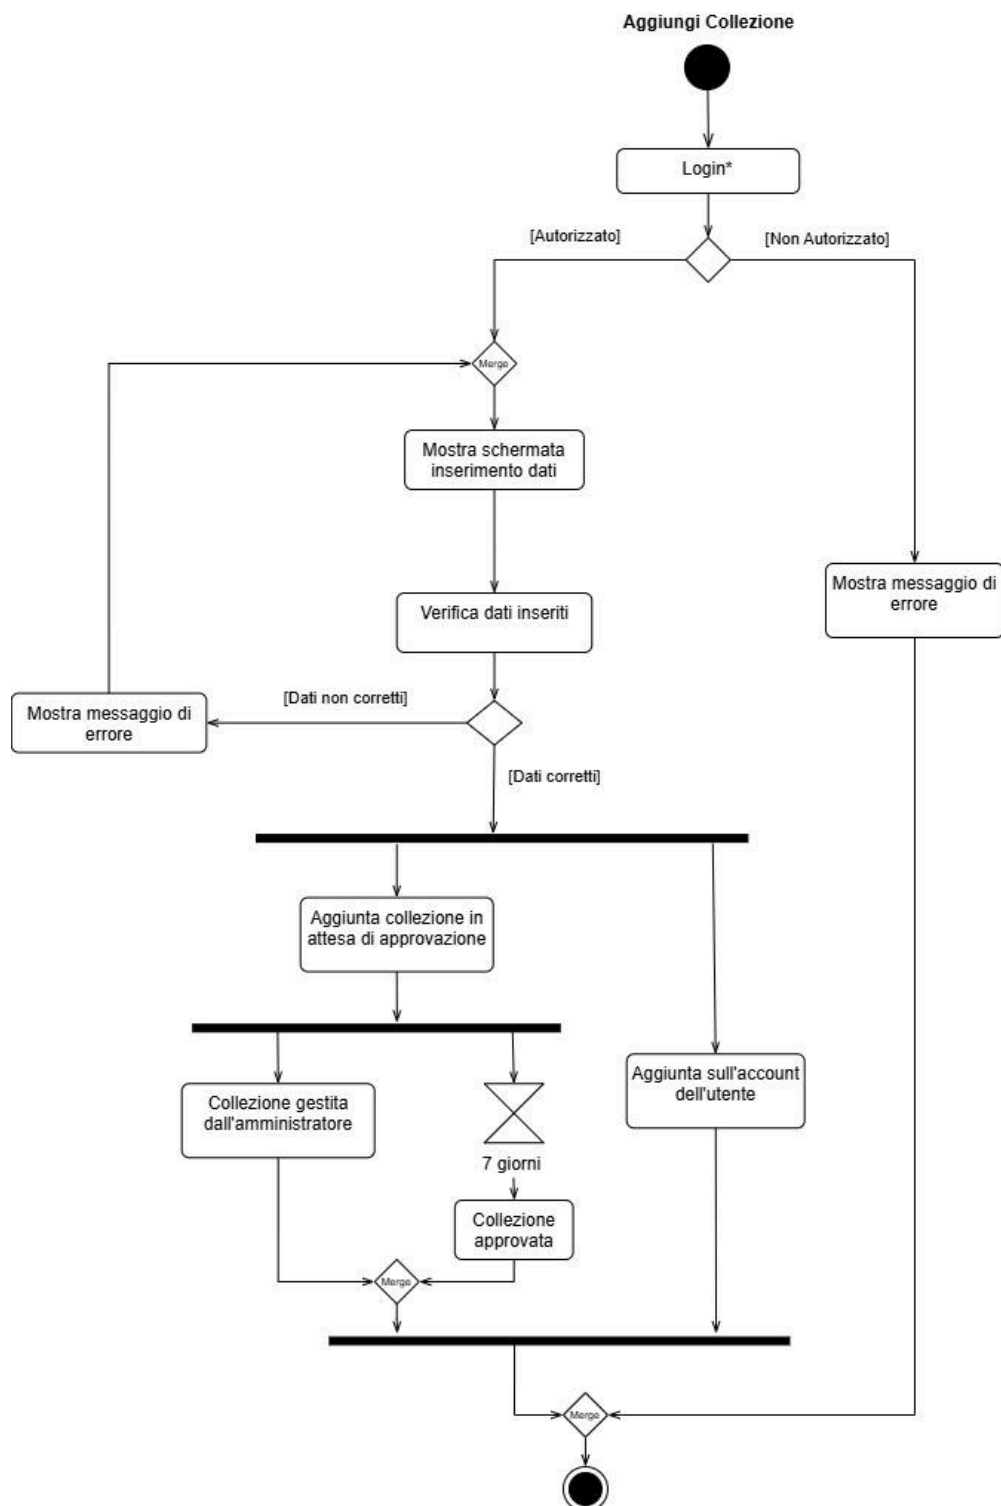 Aggiungi Collezione
Login*
[Autorizzato]
[Non Autorizzato]
Merge
Mostra schermata
inserimento dati
Mostra messaggio di
errore
Verifica dati inseriti
[Dati non corretti]
Mostra messaggio di
errore
[Dati corretti]
Aggiunta collezione in
attesa di approvazione
Aggiunta sull'account
dell'utente
Collezione gestita
dall'amministratore
7 giorni
Collezione
approvata
Merge
Merge